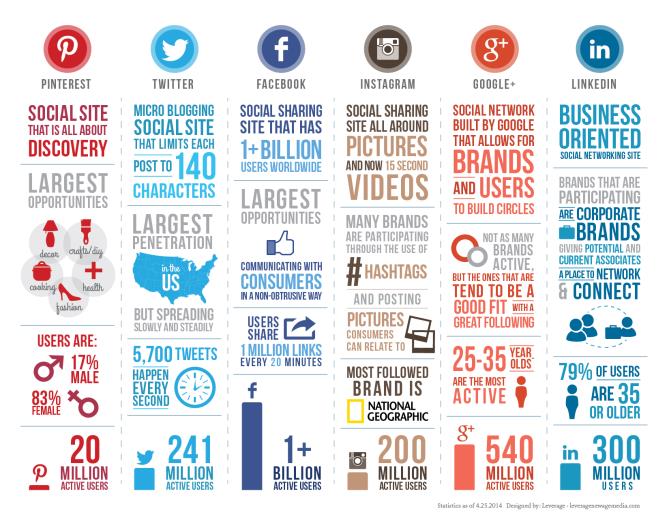 PINTEREST
SOCIAL SITE
THAT IS ALL ABOUT
DISCOVERY
LARGEST
OPPORTUNITIES
decor
crafts/diy
cooking
health
fashion
USERS ARE:
17%
MALE
83%
FEMALE
20
MILLION
ACTIVE USERS
TWITTER
MICRO BLOGGING
SOCIAL SITE
THAT LIMITS EACH
POST TO 140
CHARACTERS
LARGEST
PENETRATION
in the
US
BUT SPREADING
SLOWLY AND STEADILY
5,700 TWEETS
HAPPEN
EVERY
SECOND
241
MILLION
ACTIVE USERS
f
FACEBOOK
SOCIAL SHARING
SITE THAT HAS
1+ BILLION
USERS WORLDWIDE
LARGEST
OPPORTUNITIES
COMMUNICATING WITH
CONSUMERS
IN A NON-OBTRUSIVE WAY
USERS
SHARE
1 MILLION LINKS
EVERY 20 MINUTES
f
1+
BILLION
ACTIVE USERS
INSTAGRAM
SOCIAL SHARING
SITE ALL AROUND
PICTURES
AND NOW 15 SECOND
VIDEOS
MANY BRANDS
ARE PARTICIPATING
THROUGH THE USE OF
# HASHTAGS
AND POSTING
PICTURES
CONSUMERS
CAN RELATE TO
MOST FOLLOWED
BRAND IS
NATIONAL
GEOGRAPHIC
200
MILLION
ACTIVE USERS
g+
GOOGLE+
SOCIAL NETWORK
BUILT BY GOOGLE
THAT ALLOWS FOR
BRANDS
AND USERS
TO BUILD CIRCLES
NOT AS MANY
BRANDS
ACTIVE,
BUT THE ONES THAT ARE
TEND TO BE A
GOOD FIT WITH A
GREAT FOLLOWING
25-35 YEAR
OLDS
ARE THE MOST
ACTIVE
g+
540
MILLION
ACTIVE USERS
in
LINKEDIN
BUSINESS
ORIENTED
SOCIAL NETWORKING SITE
BRANDS THAT ARE
PARTICIPATING
ARE CORPORATE
BRANDS
GIVING POTENTIAL AND
CURRENT ASSOCIATES
A PLACE TO NETWORK
& CONNECT
79% OF USERS
ARE 35
OR OLDER
in
300
MILLION
USERS
Statistics as of 4.25.2014 Designed by: Leverage - leveragenewagemedia.com